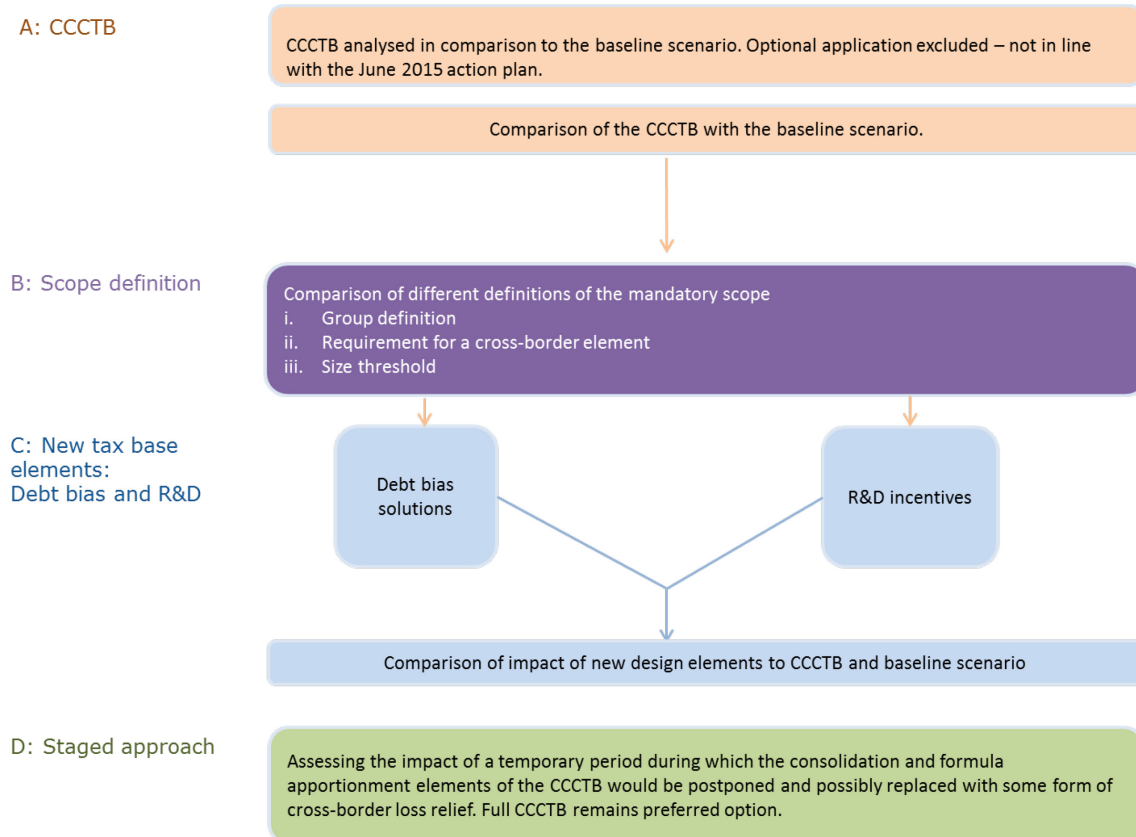 A: CCCTB
CCCTB analysed in comparison to the baseline scenario. Optional application excluded – not in line
with the June 2015 action plan.
Comparison of the CCCTB with the baseline scenario.
B: Scope definition
Comparison of different definitions of the mandatory scope
i. Group definition
ii. Requirement for a cross-border element
iii. Size threshold
C: New tax base
elements:
Debt bias and R&D
Debt bias
solutions
R&D incentives
Comparison of impact of new design elements to CCCTB and baseline scenario
D: Staged approach
Assessing the impact of a temporary period during which the consolidation and formula
apportionment elements of the CCCTB would be postponed and possibly replaced with some form of
cross-border loss relief. Full CCCTB remains preferred option.